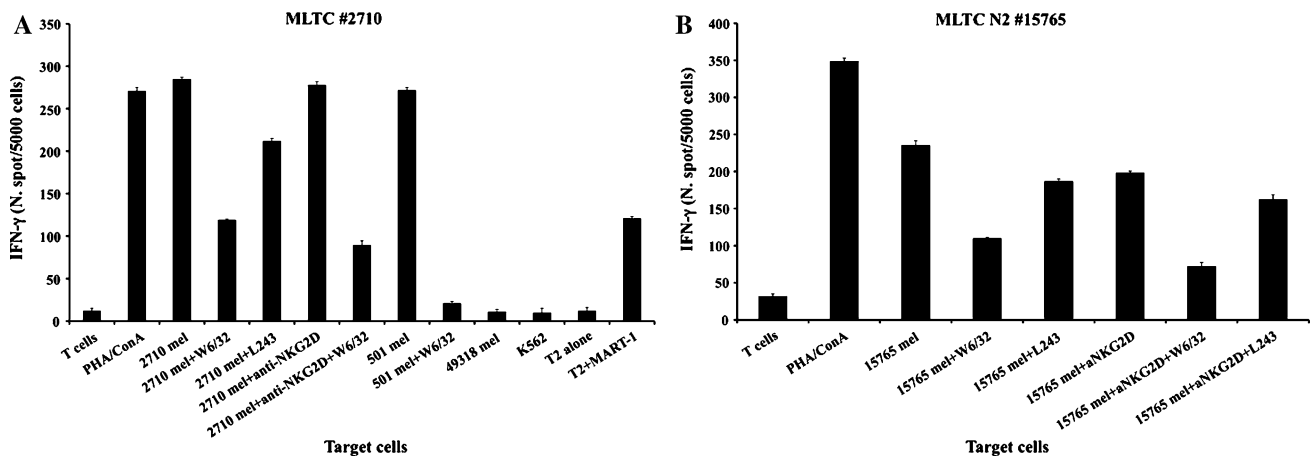 A
MLTC #2710
IFN-γ (N. spot/5000 cells)
350
300
250
200
150
100
50
0
T cells
PHA/ConA
2710 mel
2710 mel+W6/32
2710 mel+L243
2710 mel+anti-NKG2D
2710 mel+anti-NKG2D+W6/32
501 mel
501 mel+W6/32
49318 mel
K562
T2 alone
T2+MART-1
Target cells
B
MLTC N2 #15765
IFN-γ (N. spot/5000 cells)
400
350
300
250
200
150
100
50
0
T cells
PHA/ConA
15765 mel
15765 mel+W6/32
15765 mel+L243
15765 mel+aNKG2D
15765 mel+aNKG2D+W6/32
15765 mel+aNKG2D+L243
Target cells